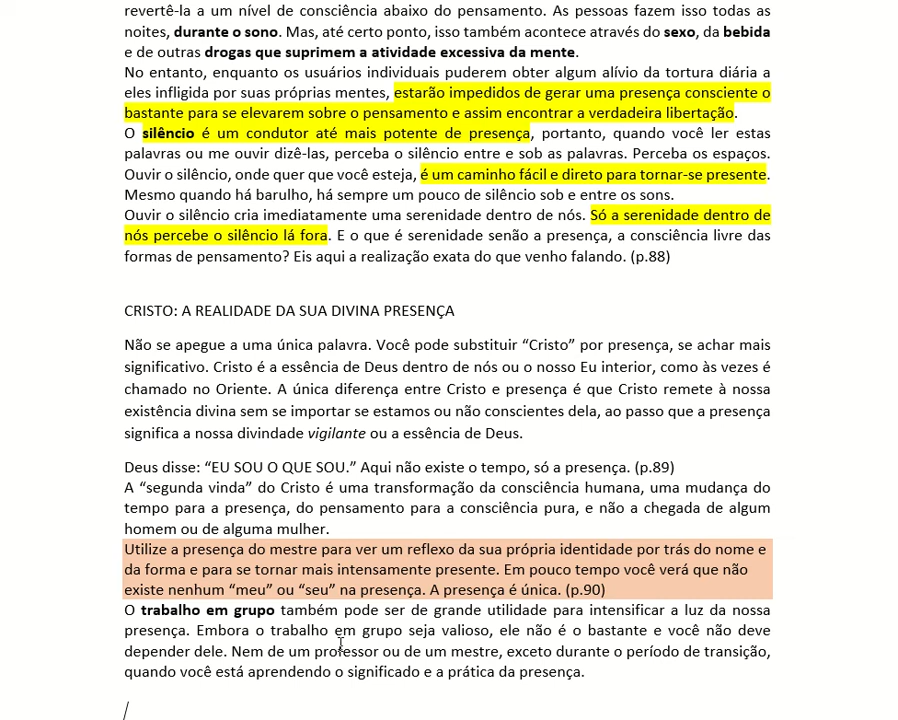 revertê-la a um nível de consciência abaixo do pensamento. As pessoas fazem isso todas as
noites, durante o sono. Mas, até certo ponto, isso também acontece através do sexo, da bebida
e de outras drogas que suprimem a atividade excessiva da mente.
No entanto, enquanto os usuários individuais puderem obter algum alívio da tortura diária a
eles infligida por suas próprias mentes, estarão impedidos de gerar uma presença consciente o
bastante para se elevarem sobre o pensamento e assim encontrar a verdadeira libertação.
O silêncio é um condutor até mais potente de presença, portanto, quando você ler estas
palavras ou me ouvir dizê-las, perceba o silêncio entre e sob as palavras. Perceba os espaços.
Ouvir o silêncio, onde quer que você esteja, é um caminho fácil e direto para tornar-se presente.
Mesmo quando há barulho, há sempre um pouco de silêncio sob e entre os sons.
Ouvir o silêncio cria imediatamente uma serenidade dentro de nós. Só a serenidade dentro de
nós percebe o silêncio lá fora. E o que é serenidade senão a presença, a consciência livre das
formas de pensamento? Eis aqui a realização exata do que venho falando. (p.88)
CRISTO: A REALIDADE DA SUA DIVINA PRESENÇA
Não se apegue a uma única palavra. Você pode substituir “Cristo” por presença, se achar mais
significativo. Cristo é a essência de Deus dentro de nós ou o nosso Eu interior, como às vezes é
chamado no Oriente. A única diferença entre Cristo e presença é que Cristo remete à nossa
existência divina sem se importar se estamos ou não conscientes dela, ao passo que a presença
significa a nossa divindade vigilante ou a essência de Deus.
Deus disse: “EU SOU O QUE SOU.” Aqui não existe o tempo, só a presença. (p.89)
A “segunda vinda” do Cristo é uma transformação da consciência humana, uma mudança do
tempo para a presença, do pensamento para a consciência pura, e não a chegada de algum
homem ou de alguma mulher.
Utilize a presença do mestre para ver um reflexo da sua própria identidade por trás do nome e
da forma e para se tornar mais intensamente presente. Em pouco tempo você verá que não
existe nenhum “meu” ou “seu” na presença. A presença é única. (p.90)
O trabalho em grupo também pode ser de grande utilidade para intensificar a luz da nossa
presença. Embora o trabalho em grupo seja valioso, ele não é o bastante e você não deve
depender dele. Nem de um professor ou de um mestre, exceto durante o período de transição,
quando você está aprendendo o significado e a prática da presença.
/